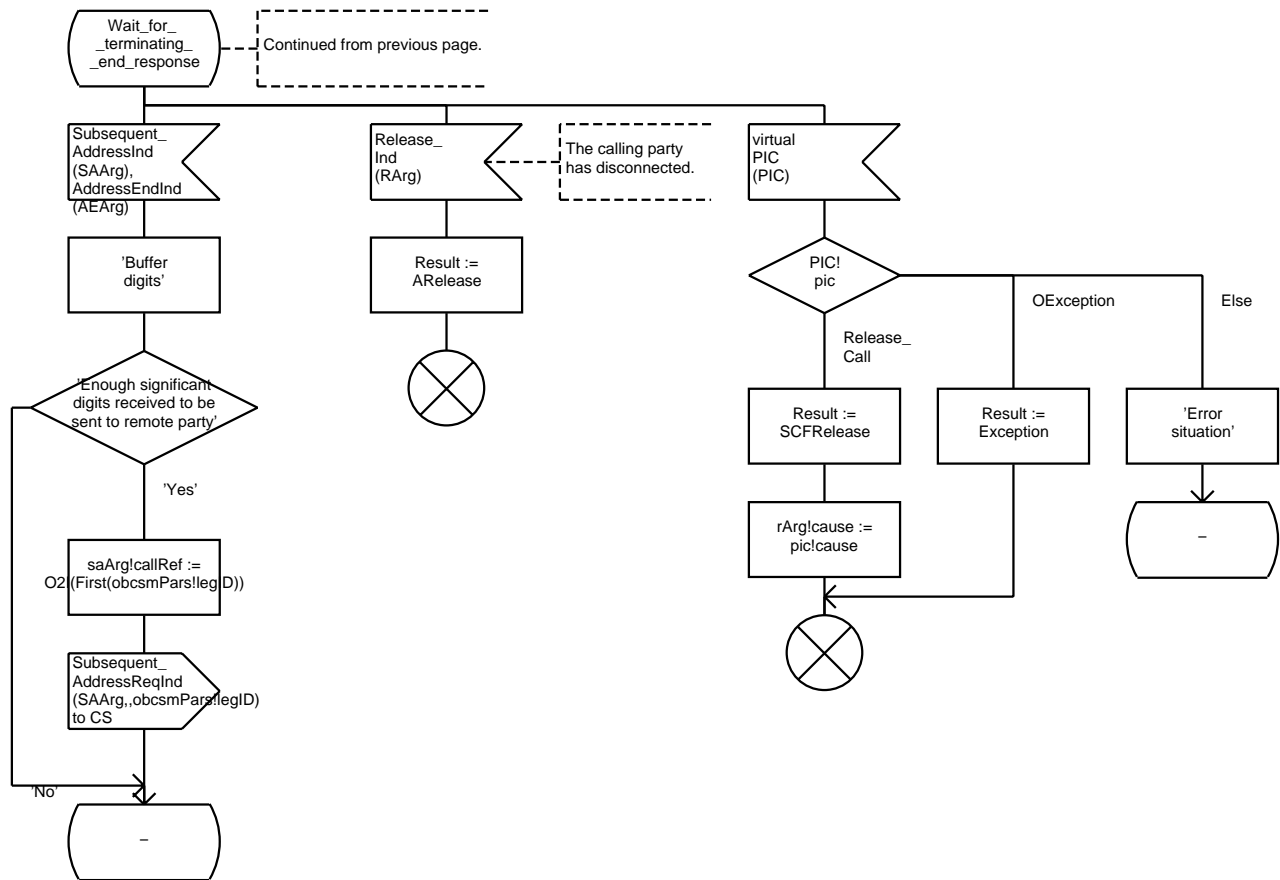 Wait_for_
_terminating_
_end_response
Continued from previous page.
Subsequent_
AddressInd
(SAArg),
AddressEndInd
(AEArg)
Release_
Ind
(RArg)
The calling party
has disconnected.
virtual
PIC
(PIC)
'Buffer
digits'
Result :=
ARelease
PIC!
pic
OException
Else
Release_
Call
'Enough significant
digits received to be
sent to remote party'
Result :=
SCFRelease
Result :=
Exception
'Error
situation'
'Yes'
rArg!cause :=
pic!cause
–
saArg!callRef :=
O2I(First(obcsmPars!legID))
Subsequent_
AddressReqInd
(SAArg,,obcsmPars!legID)
to CS
'No'
–